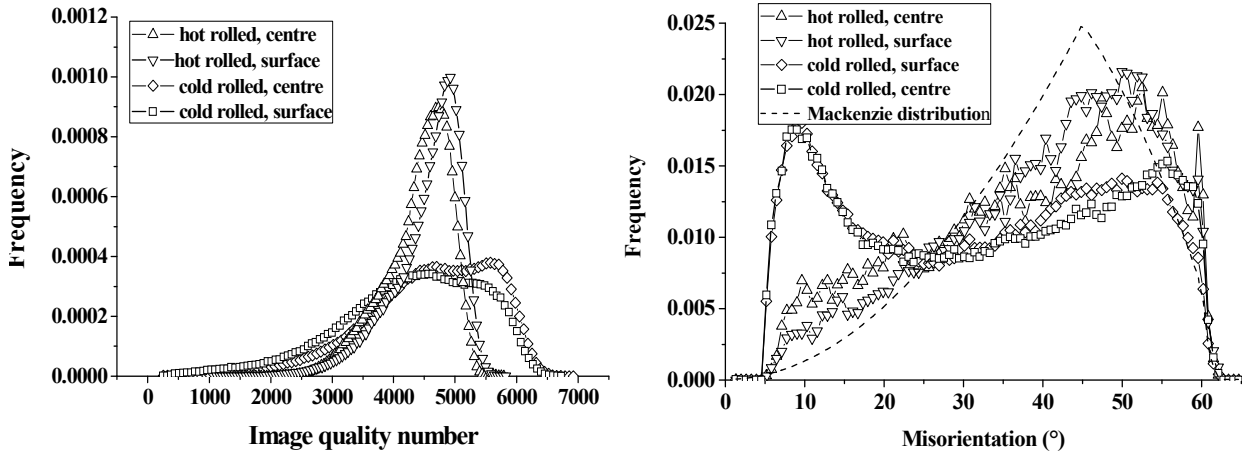 0.0012
0.0010
0.0008
0.0006
0.0004
0.0002
0.0000
Frequency
hot rolled, centre
hot rolled, surface
cold rolled, centre
cold rolled, surface
0 1000 2000 3000 4000 5000 6000 7000
Image quality number
0.025
0.020
0.015
0.010
0.005
0.000
Frequency
hot rolled, centre
hot rolled, surface
cold rolled, surface
cold rolled, centre
Mackenzie distribution
0 10 20 30 40 50 60
Misorientation (°)